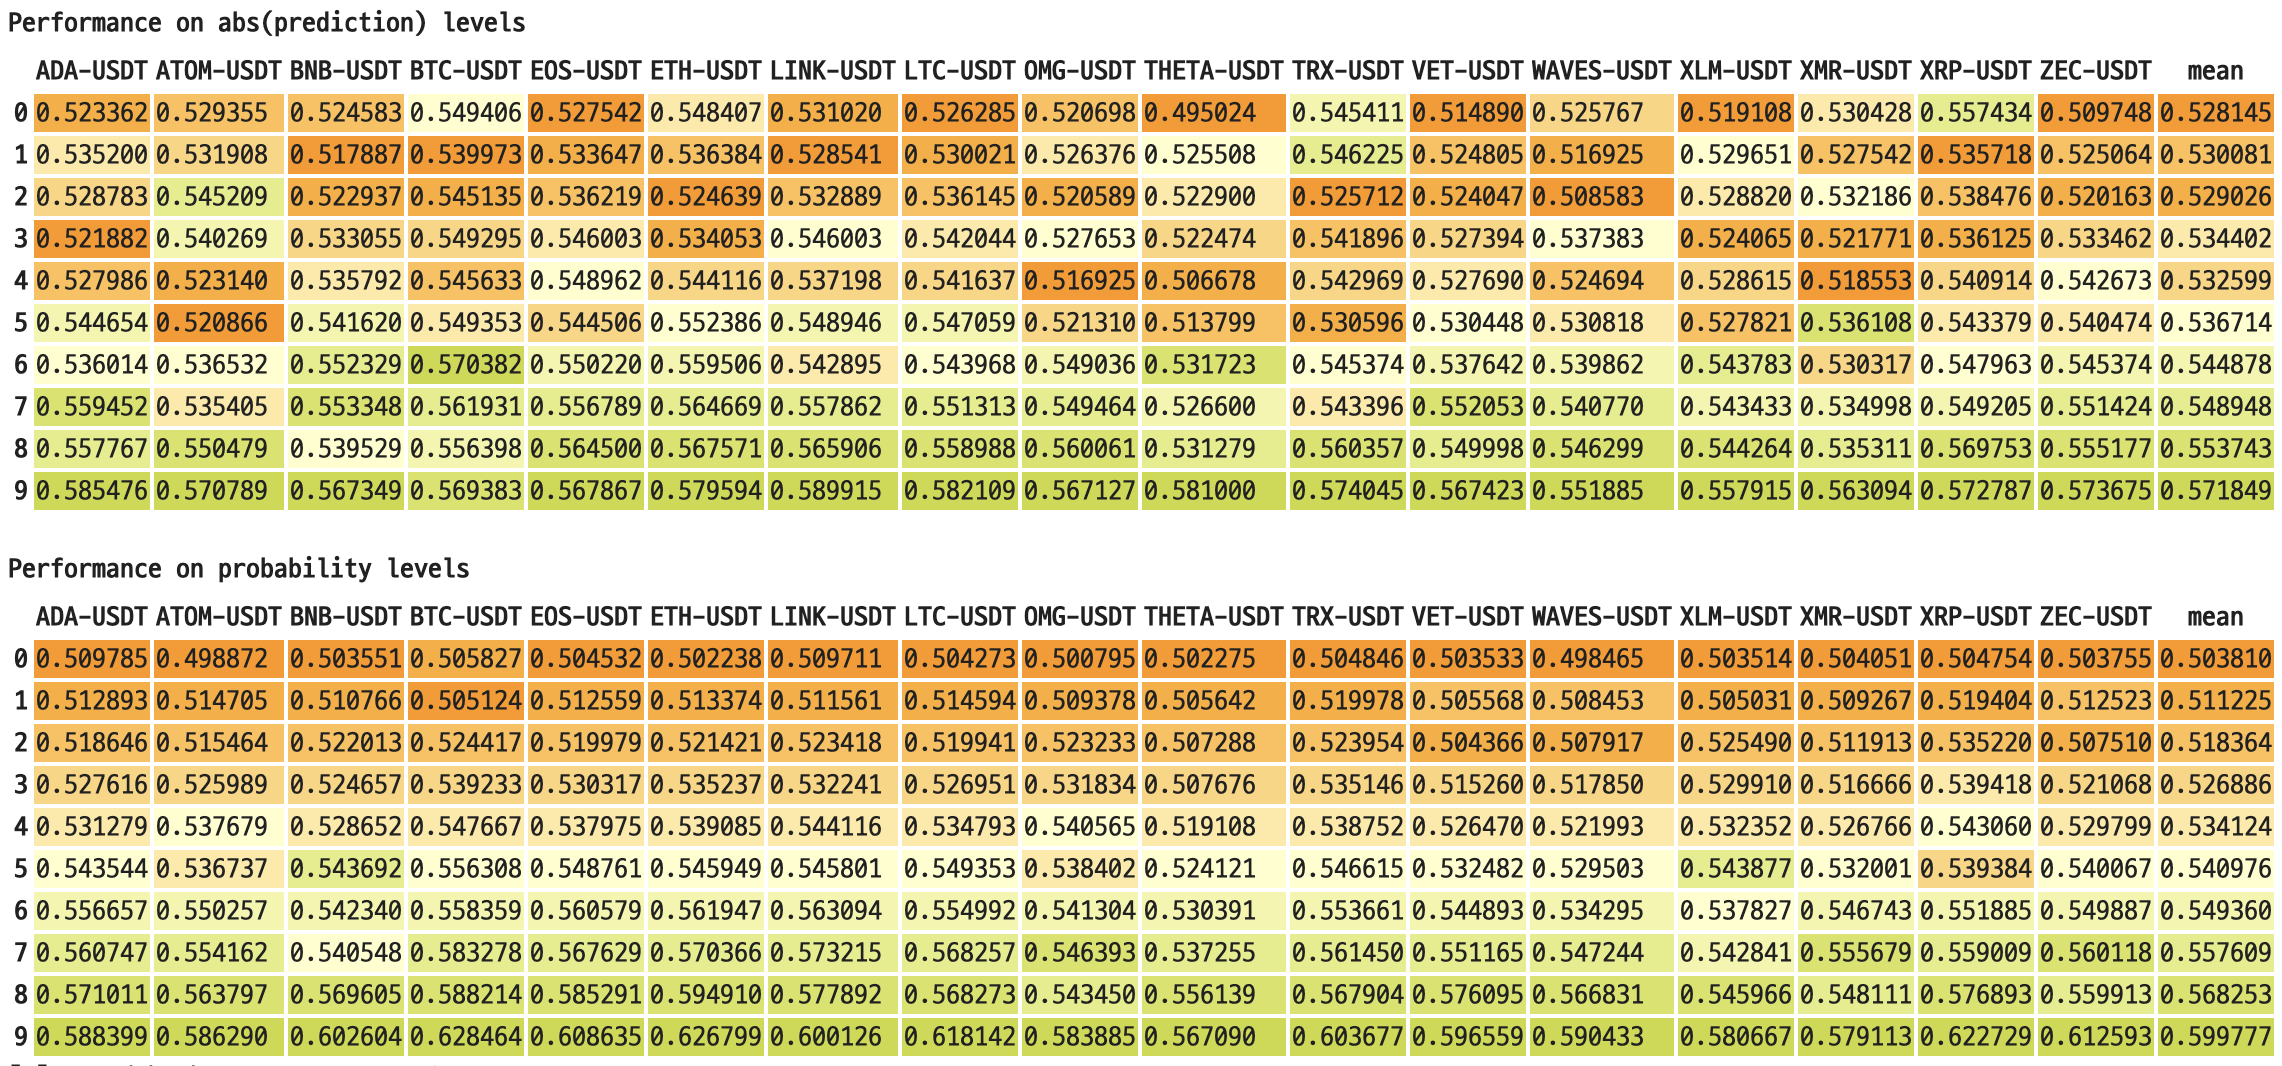 Performance on abs(prediction) levels
ADA-USDT ATOM-USDT BNB-USDT BTC-USDT EOS-USDT ETH-USDT LINK-USDT LTC-USDT OMG-USDT THETA-USDT TRX-USDT VET-USDT WAVES-USDT XLM-USDT XMR-USDT XRP-USDT ZEC-USDT mean
0 0.523362 0.529355 0.524583 0.549406 0.527542 0.548407 0.531020 0.526285 0.520698 0.495024 0.545411 0.514890 0.525767 0.519108 0.530428 0.557434 0.509748 0.528145
1 0.535200 0.531908 0.517887 0.539973 0.533647 0.536384 0.528541 0.530021 0.526376 0.525508 0.546225 0.524805 0.516925 0.529651 0.527542 0.535718 0.525064 0.530081
2 0.528783 0.545209 0.522937 0.545135 0.536219 0.524639 0.532889 0.536145 0.520589 0.522900 0.525712 0.524047 0.508583 0.528820 0.532186 0.538476 0.520163 0.529026
3 0.521882 0.540269 0.533055 0.549295 0.546003 0.534053 0.546003 0.542044 0.527653 0.522474 0.541896 0.527394 0.537383 0.524065 0.521771 0.536125 0.533462 0.534402
4 0.527986 0.523140 0.535792 0.545633 0.548962 0.544116 0.537198 0.541637 0.516925 0.506678 0.542969 0.527690 0.524694 0.528615 0.518553 0.540914 0.542673 0.532599
5 0.544654 0.520866 0.541620 0.549353 0.544506 0.552386 0.548946 0.547059 0.521310 0.513799 0.530596 0.530448 0.530818 0.527821 0.536108 0.543379 0.540474 0.536714
6 0.536014 0.536532 0.552329 0.570382 0.550220 0.559506 0.542895 0.543968 0.549036 0.531723 0.545374 0.537642 0.539862 0.543783 0.530317 0.547963 0.545374 0.544878
7 0.559452 0.535405 0.553348 0.561931 0.556789 0.564669 0.557862 0.551313 0.549464 0.526600 0.543396 0.552053 0.540770 0.543433 0.534998 0.549205 0.551424 0.548948
8 0.557767 0.550479 0.539529 0.556398 0.564500 0.567571 0.565906 0.558988 0.560061 0.531279 0.560357 0.549998 0.546299 0.544264 0.535311 0.569753 0.555177 0.553743
9 0.585476 0.570789 0.567349 0.569383 0.567867 0.579594 0.589915 0.582109 0.567127 0.581000 0.574045 0.567423 0.551885 0.557915 0.563094 0.572787 0.573675 0.571849
Performance on probability levels
ADA-USDT ATOM-USDT BNB-USDT BTC-USDT EOS-USDT ETH-USDT LINK-USDT LTC-USDT OMG-USDT THETA-USDT TRX-USDT VET-USDT WAVES-USDT XLM-USDT XMR-USDT XRP-USDT ZEC-USDT mean
0 0.509785 0.498872 0.503551 0.505827 0.504532 0.502238 0.509711 0.504273 0.500795 0.502275 0.504846 0.503533 0.498465 0.503514 0.504051 0.504754 0.503755 0.503810
1 0.512893 0.514705 0.510766 0.505124 0.512559 0.513374 0.511561 0.514594 0.509378 0.505642 0.519978 0.505568 0.508453 0.505031 0.509267 0.519404 0.512523 0.511225
2 0.518646 0.515464 0.522013 0.524417 0.519979 0.521421 0.523418 0.519941 0.523233 0.507288 0.523954 0.504366 0.507917 0.525490 0.511913 0.535220 0.507510 0.518364
3 0.527616 0.525989 0.524657 0.539233 0.530317 0.535237 0.532241 0.526951 0.531834 0.507676 0.535146 0.515260 0.517850 0.529910 0.516666 0.539418 0.521068 0.526886
4 0.531279 0.537679 0.528652 0.547667 0.537975 0.539085 0.544116 0.534793 0.540565 0.519108 0.538752 0.526470 0.521993 0.532352 0.526766 0.543060 0.529799 0.534124
5 0.543544 0.536737 0.543692 0.556308 0.548761 0.545949 0.545801 0.549353 0.538402 0.524121 0.546615 0.532482 0.529503 0.543877 0.532001 0.539384 0.540067 0.540976
6 0.556657 0.550257 0.542340 0.558359 0.560579 0.561947 0.563094 0.554992 0.541304 0.530391 0.553661 0.544893 0.534295 0.537827 0.546743 0.551885 0.549887 0.549360
7 0.560747 0.554162 0.540548 0.583278 0.567629 0.570366 0.573215 0.568257 0.546393 0.537255 0.561450 0.551165 0.547244 0.542841 0.555679 0.559009 0.560118 0.557609
8 0.571011 0.563797 0.569605 0.588214 0.585291 0.594910 0.577892 0.568273 0.543450 0.556139 0.567904 0.576095 0.566831 0.545966 0.548111 0.576893 0.559913 0.568253
9 0.588399 0.586290 0.602604 0.628464 0.608635 0.626799 0.600126 0.618142 0.583885 0.567090 0.603677 0.596559 0.590433 0.580667 0.579113 0.622729 0.612593 0.599777